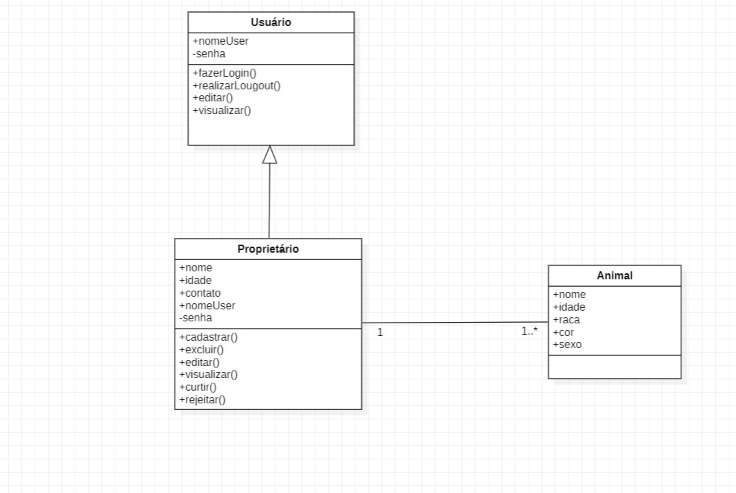 Usuário
+nomeUser
-senha
+fazerLogin()
+realizarLougout()
+editar()
+visualizar()
Proprietário
+nome
+idade
+contato
+nomeUser
-senha
+cadastrar()
+excluir()
+editar()
+visualizar()
+curtir()
+rejeitar()
1
1..*
Animal
+nome
+idade
+raca
+cor
+sexo